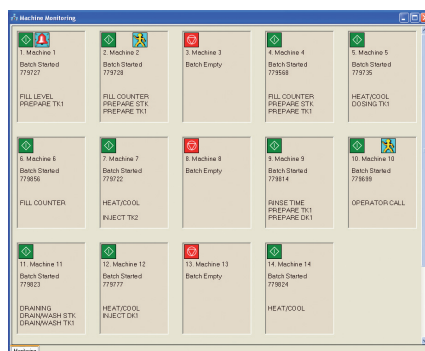 Machine Monitoring
1. Machine 1
Batch Started
779727
FILL LEVEL
PREPARE TK1
2. Machine 2
Batch Started
779728
FILL COUNTER
PREPARE STK
PREPARE TK1
3. Machine 3
Batch Empty
4. Machine 4
Batch Started
779568
FILL COUNTER
PREPARE STK
PREPARE TK1
5. Machine 5
Batch Started
779735
HEAT/COOL
DOSING TK1
6. Machine 6
Batch Started
779856
FILL COUNTER
7. Machine 7
Batch Started
779722
HEAT/COOL
INJECT TK2
8. Machine 8
Batch Empty
9. Machine 9
Batch Started
779814
RINSE TIME
PREPARE TK1
PREPARE DK1
10. Machine 10
Batch Started
779699
OPERATOR CALL
11. Machine 11
Batch Started
779823
DRAINING
DRAIN/WASH STK
DRAIN/WASH TK1
12. Machine 12
Batch Started
779777
HEAT/COOL
INJECT DK1
13. Machine 13
Batch Empty
14. Machine 14
Batch Started
779824
HEAT/COOL